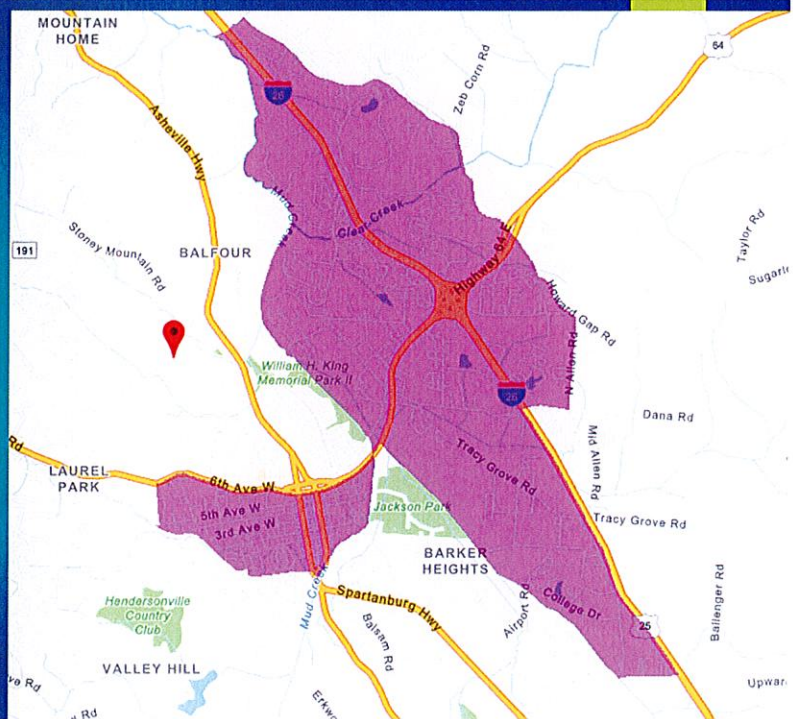 MOUNTAIN
HOME
26
64
Zeb Corn Rd
Asheville Hwy
Mud Creek
Clear Creek
Stoney Mountain Rd
191
BALFOUR
Highway 64 E
Taylor Rd
Howard Gap Rd
N Allen Rd
William H. King
Memorial Park II
26
Dana Rd
Rd
LAUREL
PARK
6th Ave W
5th Ave W
3rd Ave W
Tracy Grove Rd
Mid Allen Rd
Jackson Park
Tracy Grove Rd
BARKER
HEIGHTS
Hendersonville
Country
Club
Mud Creek
Spartanburg Hwy
Balsam Rd
Airport Rd
College Dr
25
Ballenger Rd
VALLEY HILL
Rd
Rd